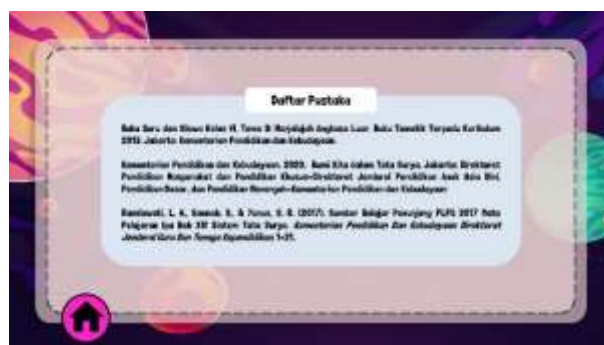 Daftar Pustaka
Buku Guru dan Siswa Kelas VI Tema 9: Menjelajah Angkasa Luar. Buku Tematik Terpadu Kurikulum
2013. Jakarta: Kementerian Pendidikan dan Kebudayaan.
Kementerian Pendidikan dan Kebudayaan. 2020. Bumi Kita dalam Tata Surya. Jakarta: Direktorat
Pendidikan Masyarakat dan Pendidikan Khusus-Direktorat Jenderal Pendidikan Anak Usia Dini,
Pendidikan Dasar, dan Pendidikan Menengah-Kementerian Pendidikan dan Kebudayaan
L. A., S., & Yunus, S. R. (2017). Sumber Belajar Penunjang PLPG 2017 Mata
Pelajaran Ipa Bab XIII Sistem Tata Surya. Kementerian Pendidikan Dan Kebudayaan Direktorat
Jenderal Guru Dan Tenaga Kependidikan 1-31.